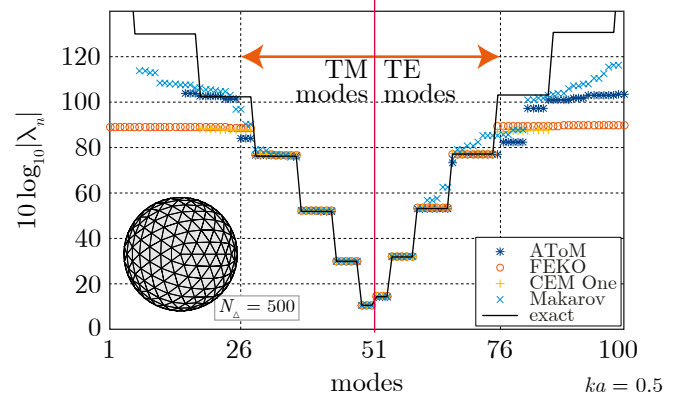 120
100
80
60
40
20
0
10 log₁₀|λₙ|
TM TE
modes modes
N△ = 500
AToM
FEKO
CEM One
Makarov
exact
1 26 51 76 100
modes
ka = 0.5